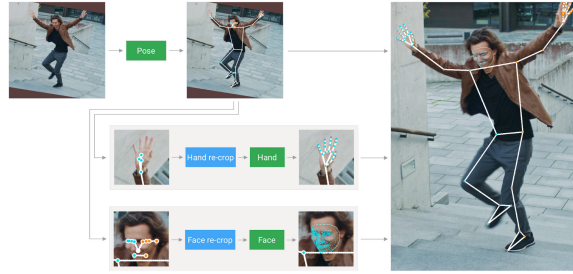 Pose
Hand re-crop
Hand
Face re-crop
Face